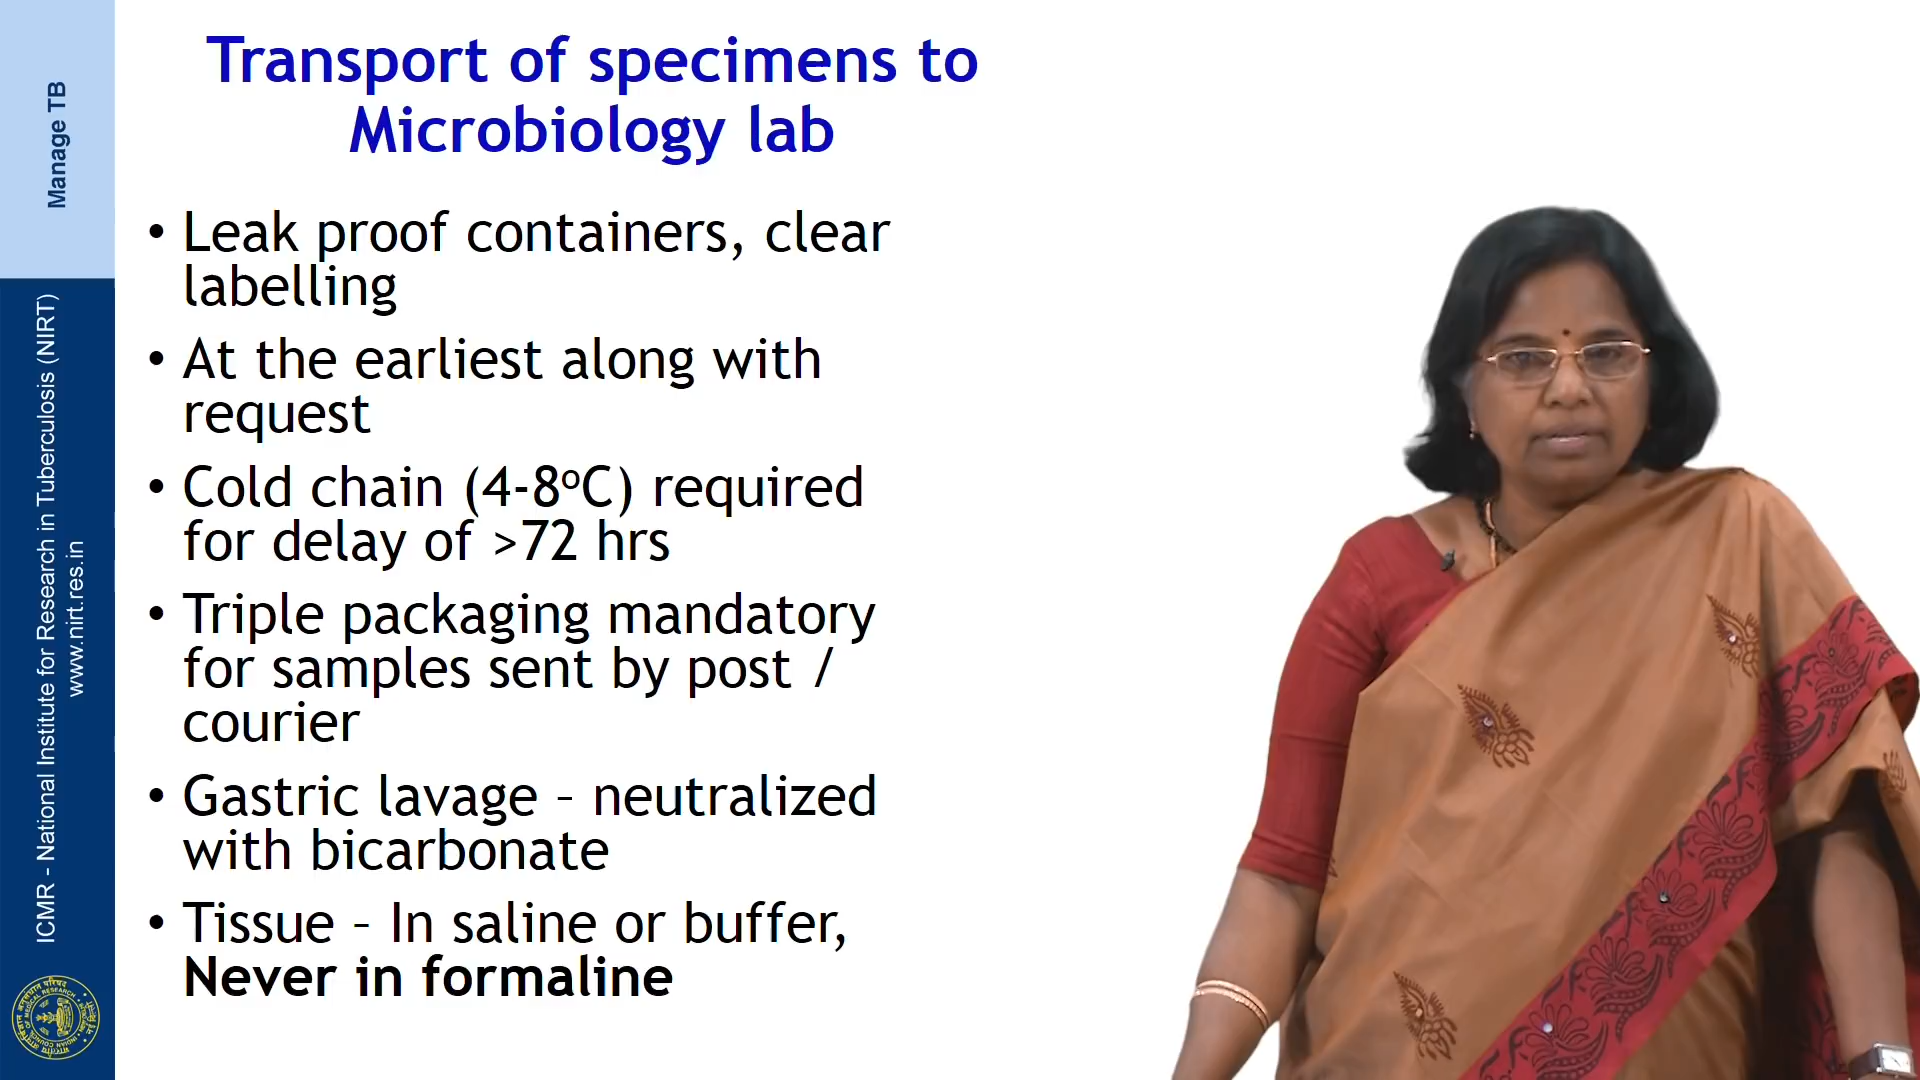 Manage TB
ICMR - National Institute for Research in Tuberculosis (NIRT)
www.nirt.res.in
Transport of specimens to
Microbiology lab
• Leak proof containers, clear
labelling
• At the earliest along with
request
• Cold chain (4-8ºC) required
for delay of >72 hrs
• Triple packaging mandatory
for samples sent by post /
courier
• Gastric lavage – neutralized
with bicarbonate
• Tissue – In saline or buffer,
Never in formaline